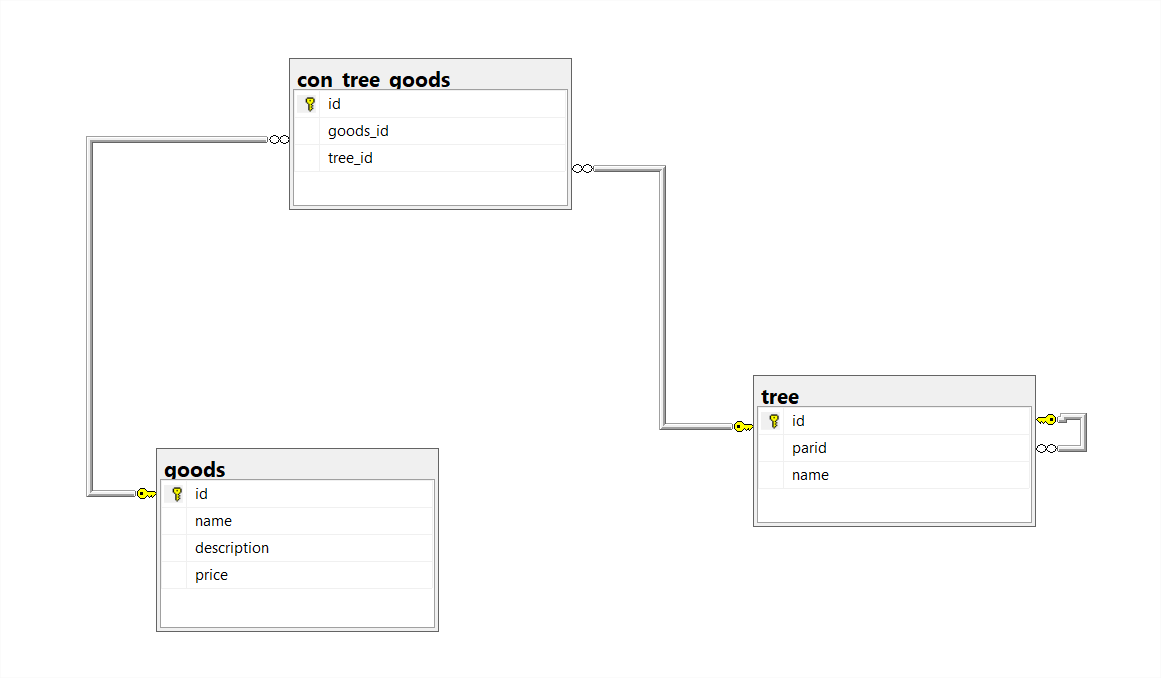 con_tree_goods
id
goods_id
tree_id
tree
id
parid
name
goods
id
name
description
price